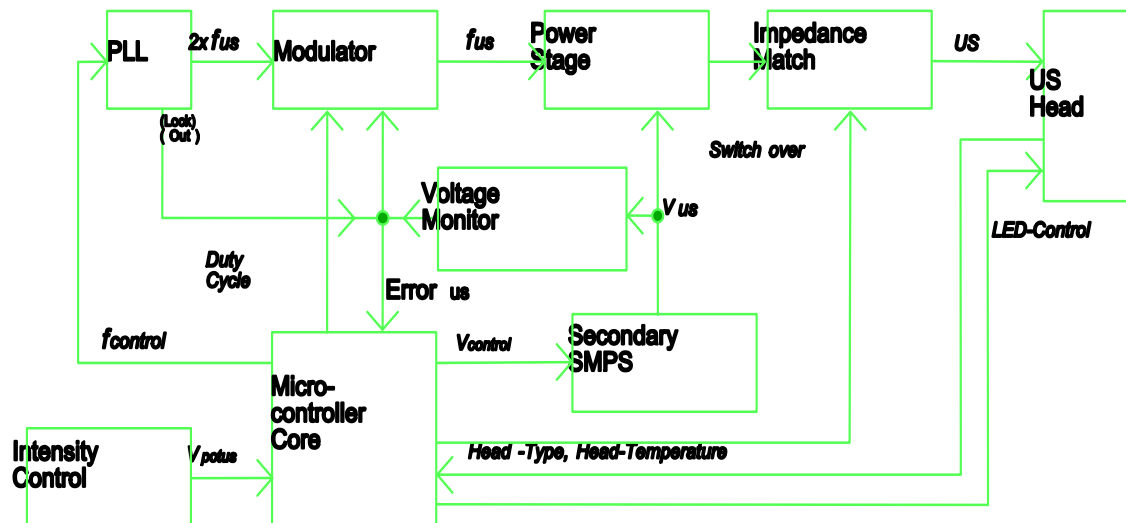 PLL
2x fus
Modulator
fus
Power
Stage
Impedance
Match
US
US
Head
(Lock)
( Out )
Switch over
Voltage
Monitor
V us
LED-Control
Duty
Cycle
Error us
fcontrol
Vcontrol
Secondary
SMPS
Micro-
controller
Core
Intensity
Control
Vpotus
Head -Type, Head-Temperature